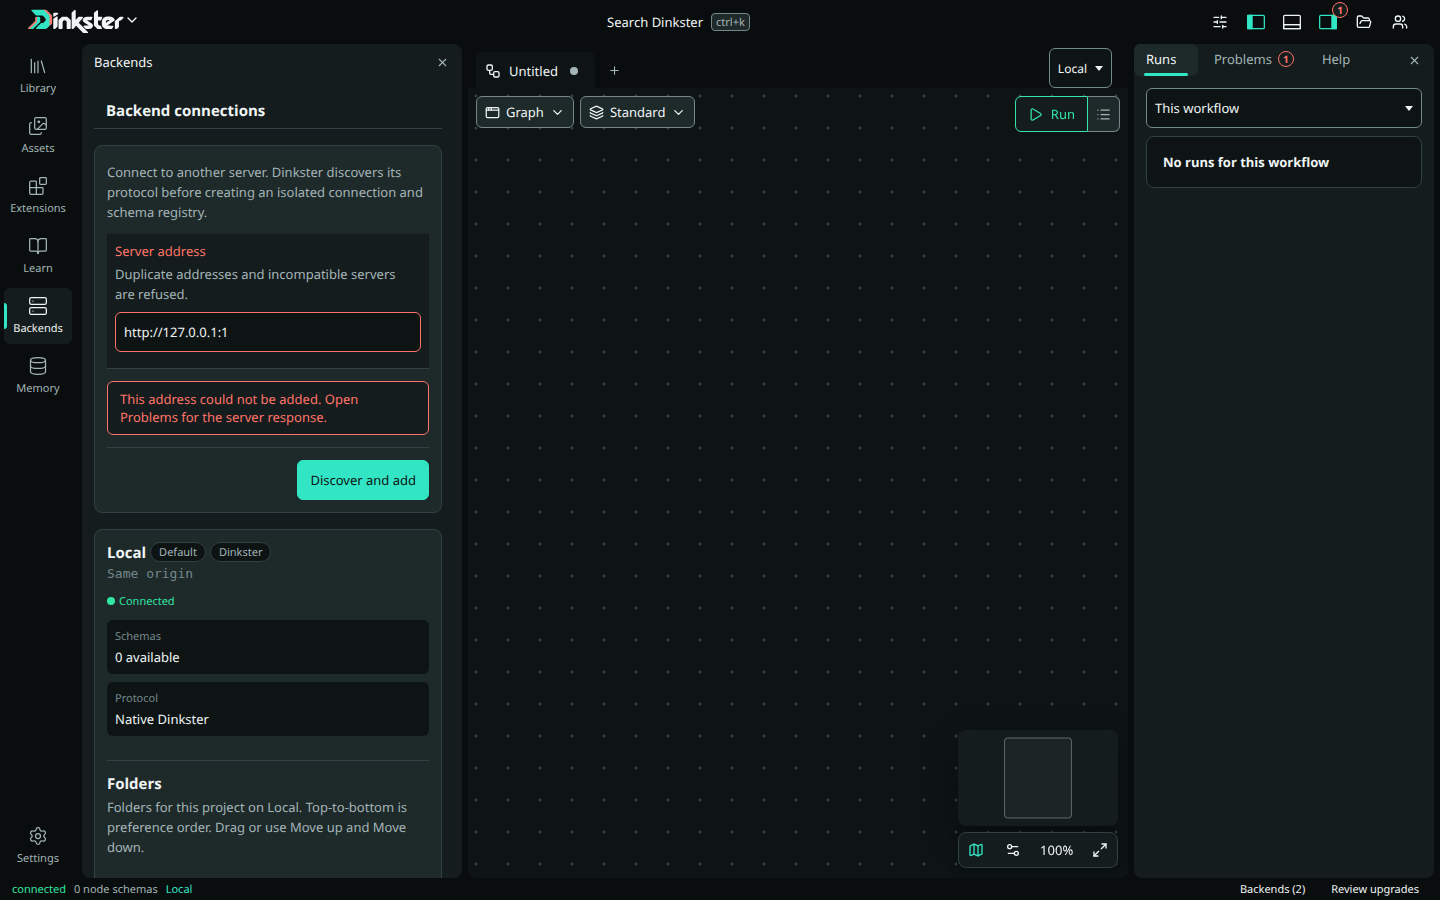 Dinkster
Search Dinkster ctrl+k
1
Library
Assets
Extensions
Learn
Backends
Memory
Settings
Backends
Backend connections
Connect to another server. Dinkster discovers its
protocol before creating an isolated connection and
schema registry.
Server address
Duplicate addresses and incompatible servers
are refused.
http://127.0.0.1:1
This address could not be added. Open
Problems for the server response.
Discover and add
Local Default Dinkster
Same origin
Connected
Schemas
0 available
Protocol
Native Dinkster
Folders
Folders for this project on Local. Top-to-bottom is
preference order. Drag or use Move up and Move
down.
Untitled
Local
Graph Standard
Run
100%
Runs Problems 1 Help
This workflow
No runs for this workflow
connected 0 node schemas Local
Backends (2) Review upgrades